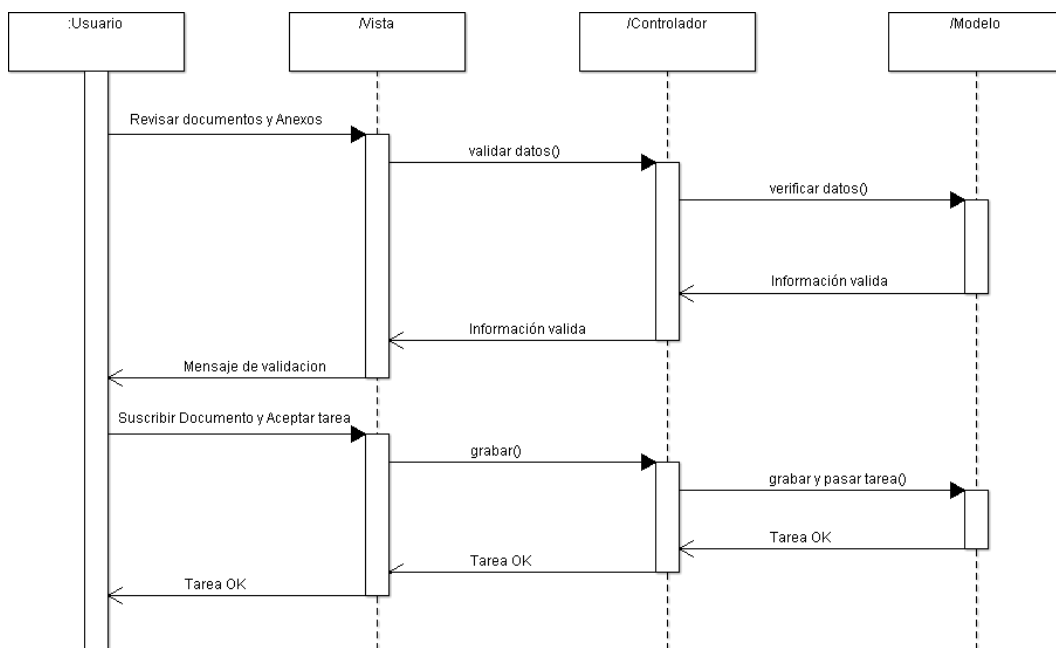 :Usuario
/Vista
/Controlador
/Modelo
Revisar documentos y Anexos
validar datos()
verificar datos()
Información valida
Información valida
Mensaje de validacion
Suscribir Documento y Aceptar tarea
grabar()
grabar y pasar tarea()
Tarea OK
Tarea OK
Tarea OK